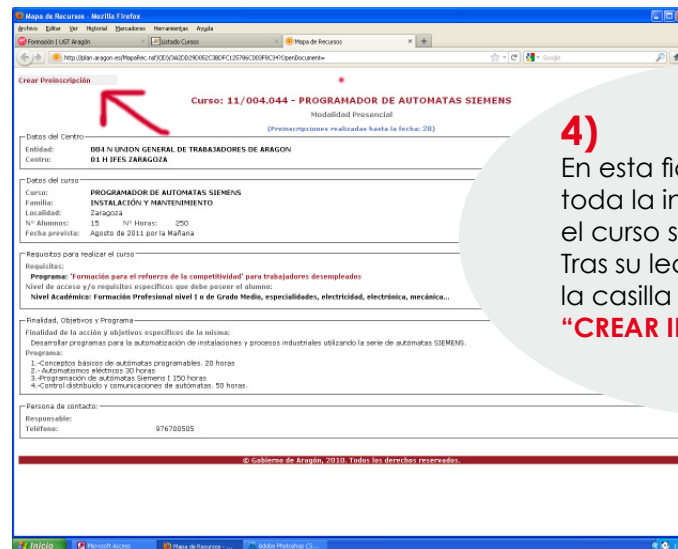 Mapa de Recursos - Mozilla Firefox
Archivo Editar Ver Historial Marcadores Herramientas Ayuda
Formación | UGT Aragón Listado Cursos Mapa de Recursos
Google
Crear Preinscripción
Curso: 11/004.044 - PROGRAMADOR DE AUTOMATAS SIEMENS
Modalidad Presencial
(Preinscripciones realizadas hasta la fecha: 28)
Datos del Centro
Entidad: 004 N UNION GENERAL DE TRABAJADORES DE ARAGON
Centro: 01 H IFES ZARAGOZA
Datos del curso
Curso: PROGRAMADOR DE AUTOMATAS SIEMENS
Familia: INSTALACIÓN Y MANTENIMIENTO
Localidad: Zaragoza
Nº Alumnos: 15 Nº Horas: 250
Fecha prevista: Agosto de 2011 por la Mañana
Requisitos para realizar el curso
Requisitos:
Programa: 'Formación para el refuerzo de la competitividad' para trabajadores desempleados
Nivel de acceso y/o requisitos específicos que debe poseer el alumno:
Nivel Académico: Formación Profesional nivel I o de Grado Medio, especialidades, electricidad, electrónica, mecánica...
Finalidad, Objetivos y Programa
Finalidad de la acción y objetivos específicos de la misma:
Desarrollar programas para la automatización de instalaciones y procesos industriales utilizando la serie de autómatas SIEMENS.
Programa:
1.-Conceptos básicos de autómatas programables. 20 horas
2.- Automatismos eléctricos 30 horas
3.-Programación de autómatas Siemens I 150 horas
4.-Control distribuido y comunicaciones de autómatas. 50 horas.
Persona de contacto:
Responsable:
Teléfono: 976700505
© Gobierno de Aragón, 2010. Todos los derechos reservados.
Inicio Microsoft Access Mapa de Recursos - ... Adobe Photoshop CS...
4)
En esta fi
toda la in
el curso s
Tras su le
la casilla
“CREAR I